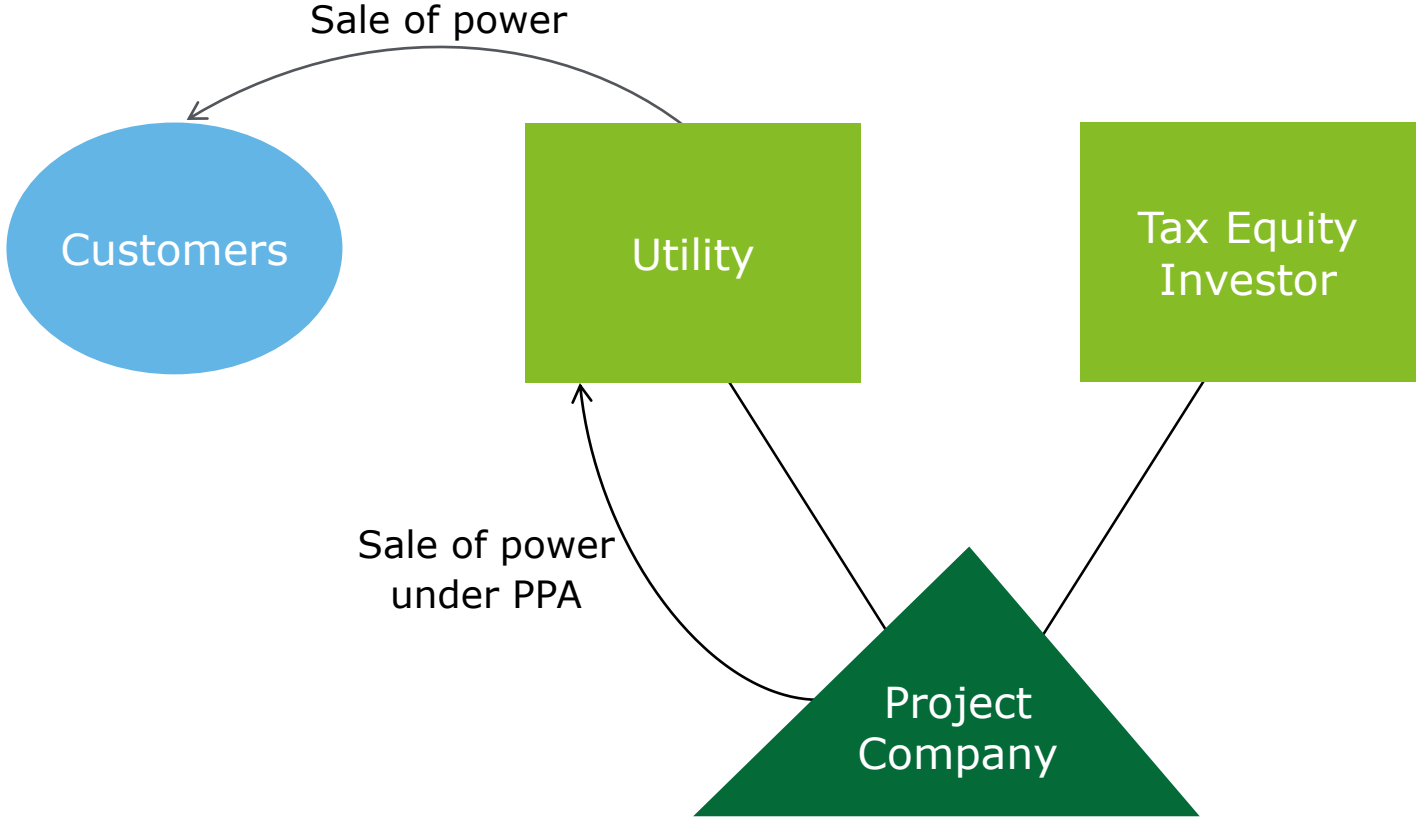 Sale of power
Customers
Utility
Tax Equity
Investor
Sale of power
under PPA
Project
Company